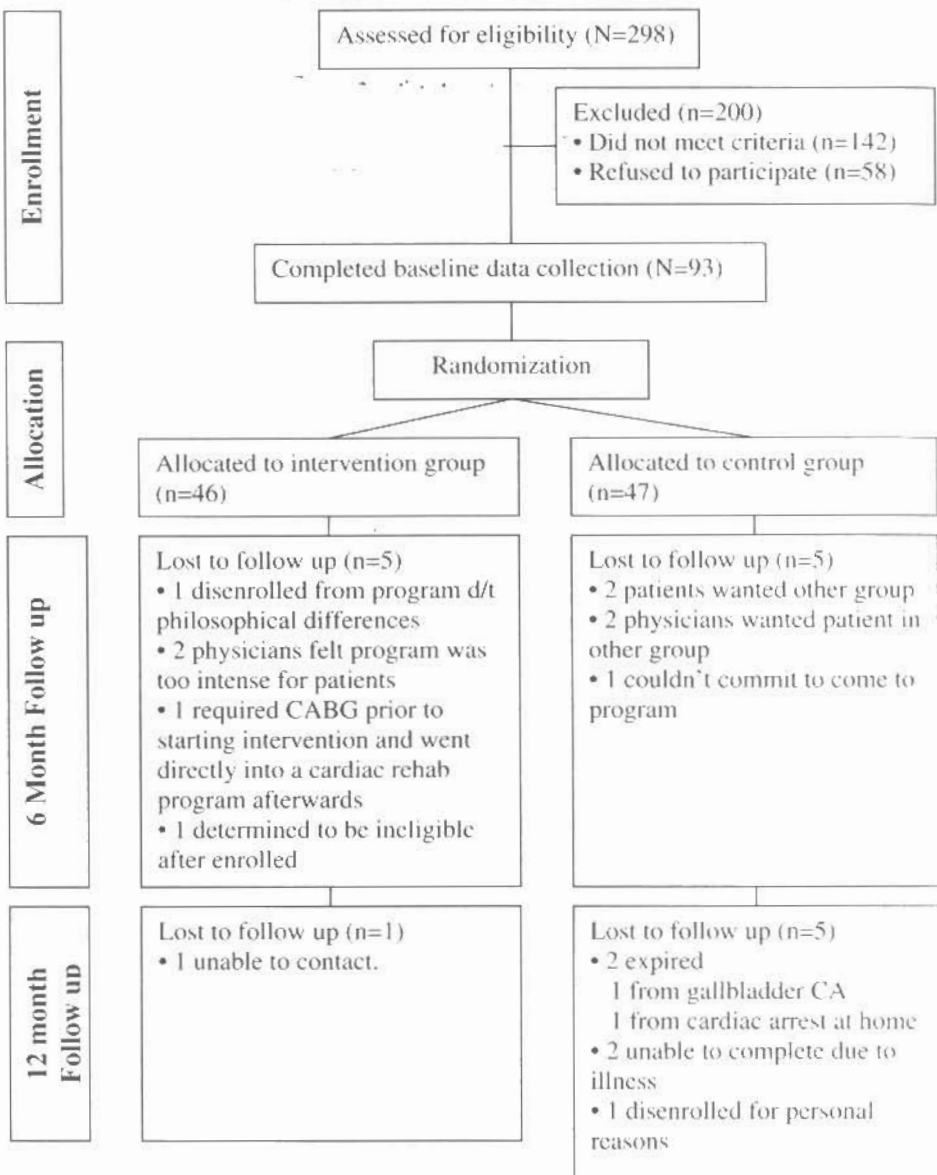 Enrollment
Assessed for eligibility (N=298)
Excluded (n=200)
• Did not meet criteria (n=142)
• Refused to participate (n=58)
Completed baseline data collection (N=93)
Allocation
Randomization
Allocated to intervention group
(n=46)
Allocated to control group
(n=47)
6 Month Follow up
Lost to follow up (n=5)
• 1 disenrolled from program d/t
philosophical differences
• 2 physicians felt program was
too intense for patients
• 1 required CABG prior to
starting intervention and went
directly into a cardiac rehab
program afterwards
• 1 determined to be ineligible
after enrolled
Lost to follow up (n=5)
• 2 patients wanted other group
• 2 physicians wanted patient in
other group
• 1 couldn't commit to come to
program
12 month
Follow up
Lost to follow up (n=1)
• 1 unable to contact.
Lost to follow up (n=5)
• 2 expired
1 from gallbladder CA
1 from cardiac arrest at home
• 2 unable to complete due to
illness
• 1 disenrolled for personal
reasons